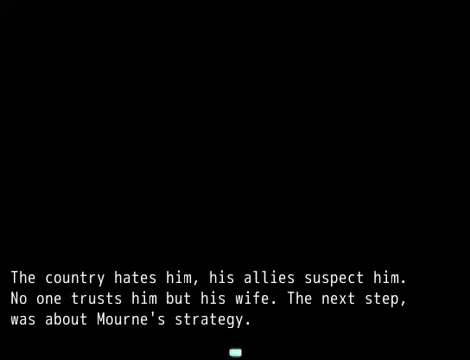 The country hates him, his allies suspect him.
No one trusts him but his wife. The next step,
was about Mourne's strategy.